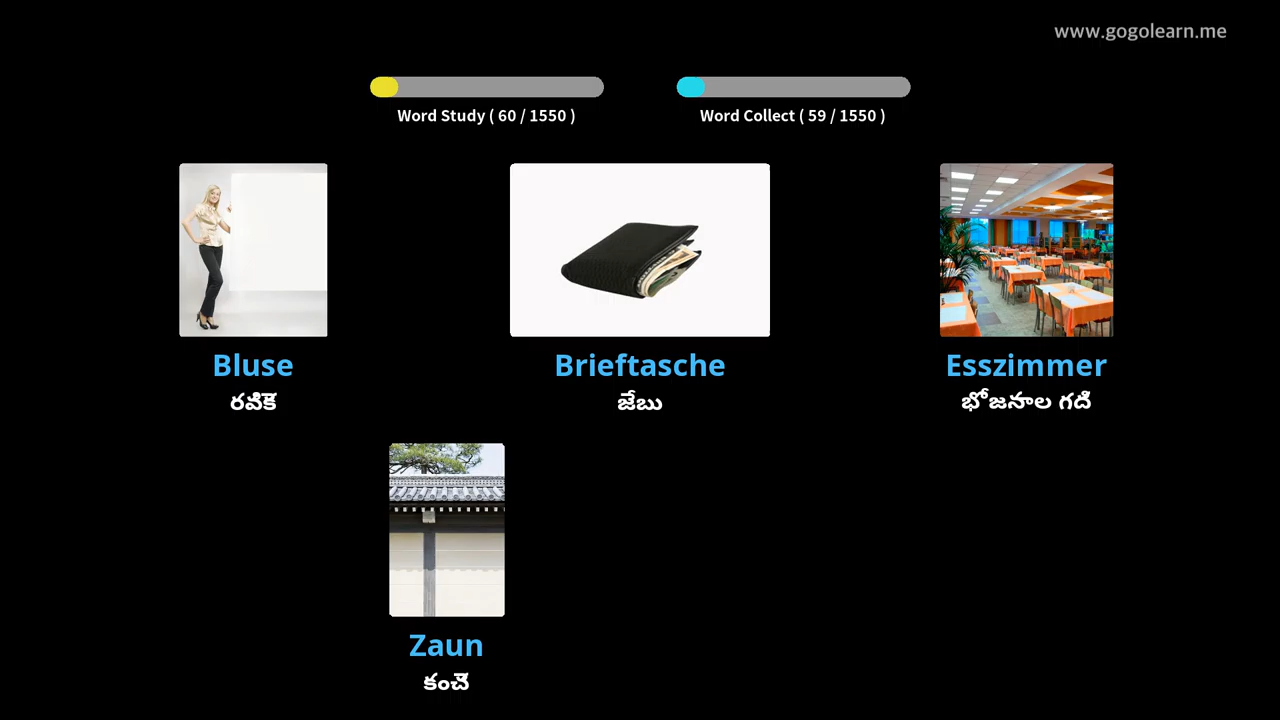 www.gogolearn.me
Word Study ( 60 / 1550 )
Word Collect ( 59 / 1550 )
Bluse
రవికె
Brieftasche
జేబు
Esszimmer
భోజనాల గది
Zaun
కంచె